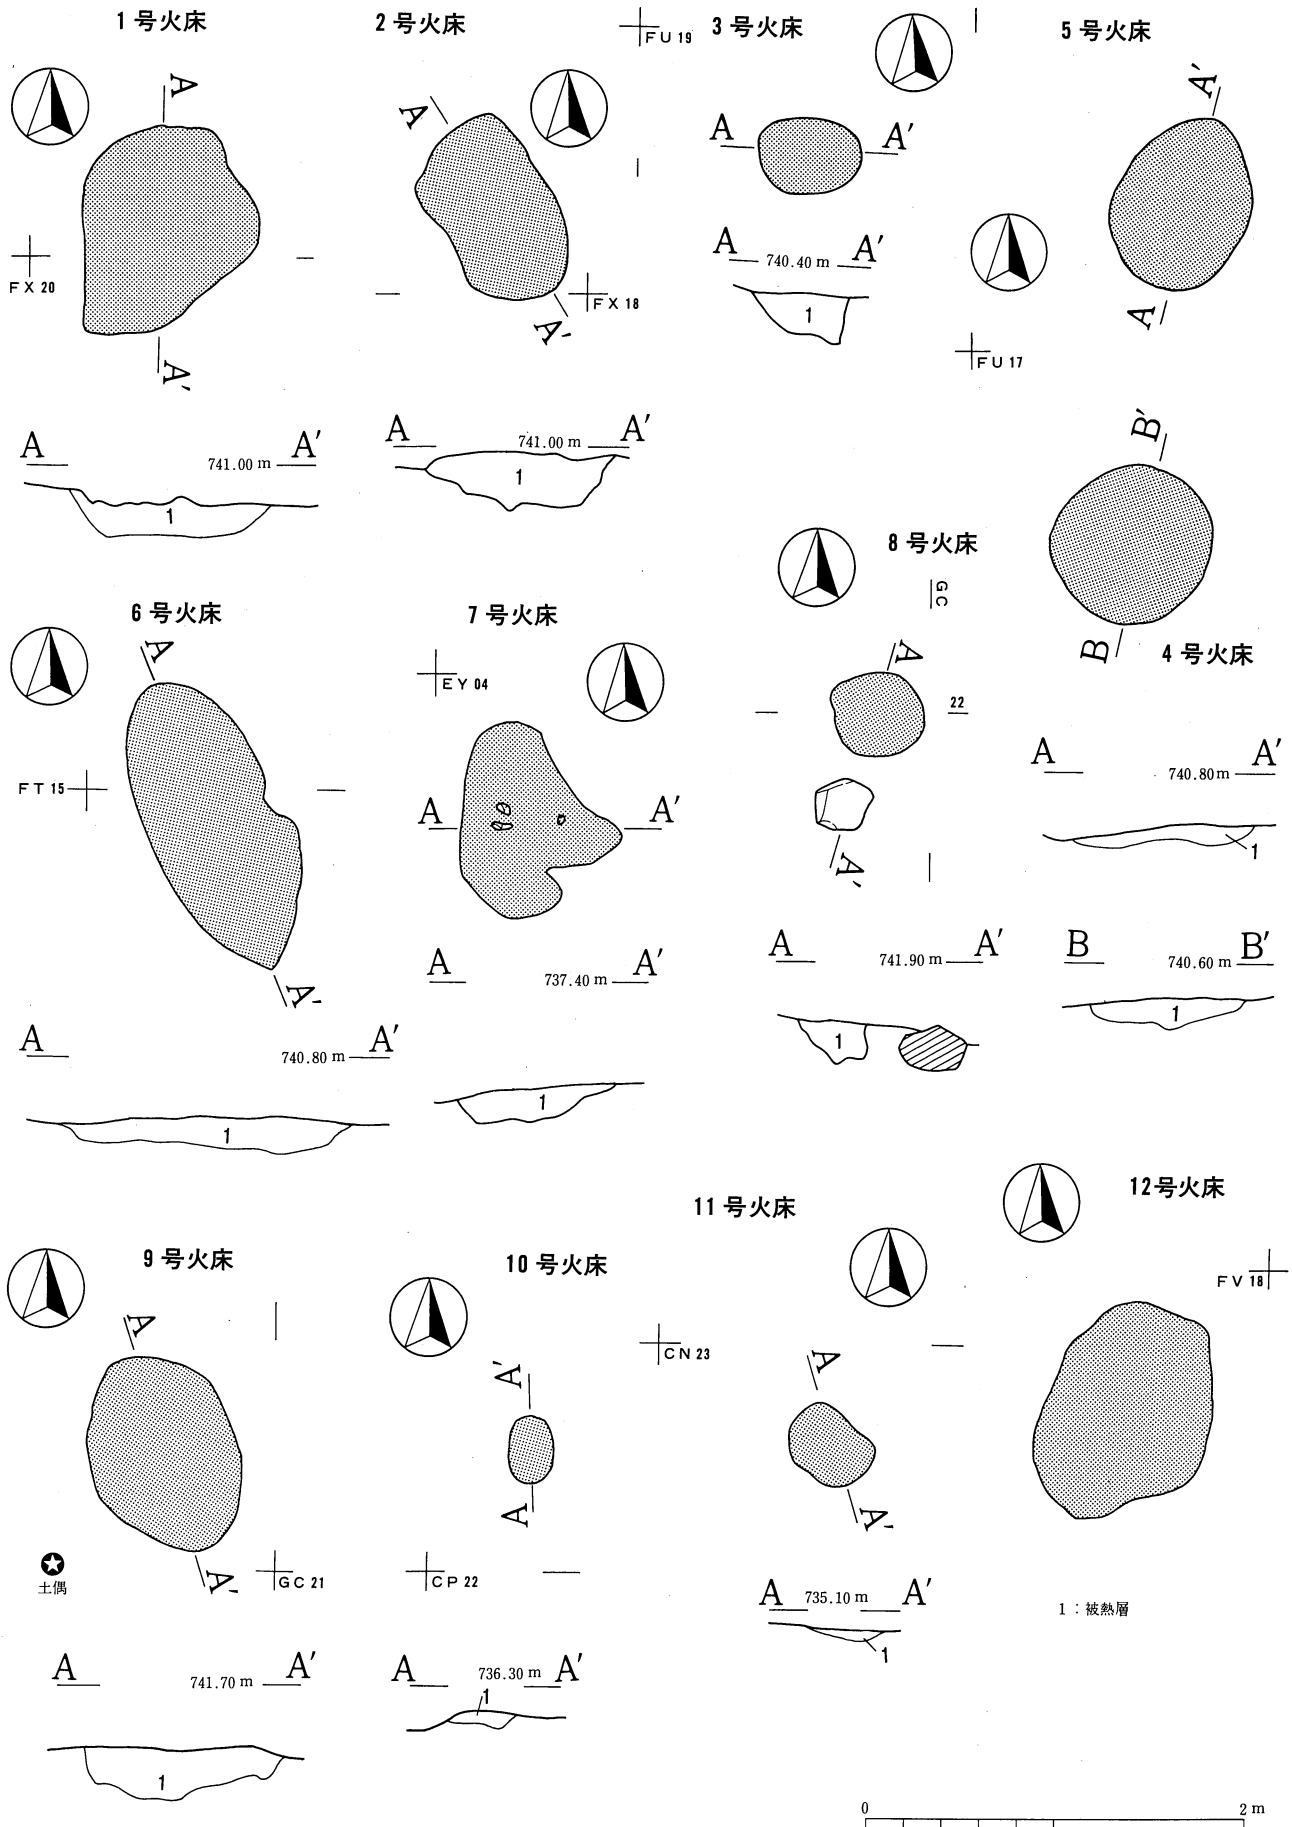 1号火床
A
A'
FX 20
A
741.00 m
A'
1
2号火床
FU 19
A
FX 18
A'
A
741.00 m
A'
1
3号火床
A
A'
A
740.40 m
A'
1
5号火床
A'
A
FU 17
B'
B
4号火床
A
740.80m
A'
1
B
740.60 m
B'
1
6号火床
A
FT 15
A'
A
740.80 m
A'
1
7号火床
EY 04
A
A'
A
737.40 m
A'
1
8号火床
GC
A
22
A'
A
741.90 m
A'
1
9号火床
A
A'
GC 21
土偶
A
741.70 m
A'
1
10号火床
A'
A
CP 22
A
736.30 m
A'
1
11号火床
CN 23
A
A'
A
735.10 m
A'
1
12号火床
FV 18
1：被熱層
0
2 m